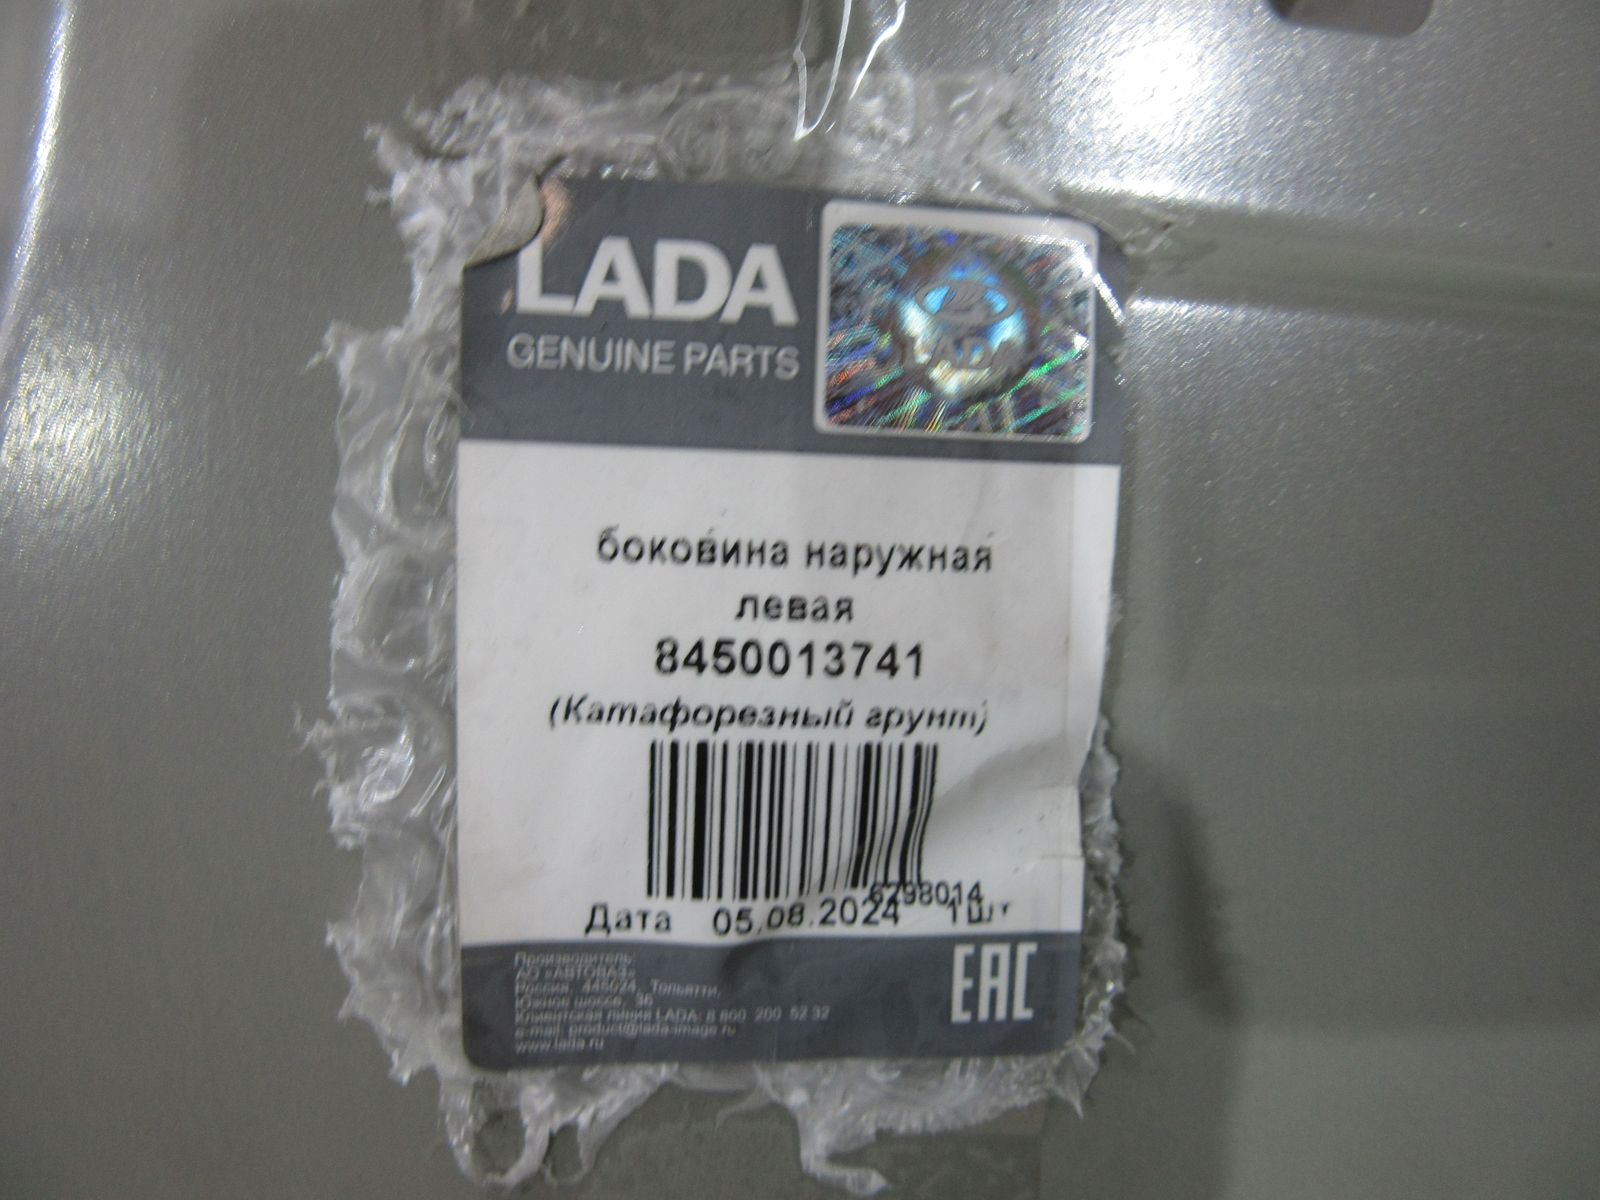 LADA
GENUINE PARTS
LADA
боковина наружная
левая
8450013741
(Катафорезный грунт)
6298014
Дата 05.08.2024 1шт
Производитель:
АО «АВТОВАЗ»
Россия, 445024, Тольятти,
Южное шоссе, 36
Клиентская линия LADA: 8 800 200 52 32
e-mail: product@lada-image.ru
www.lada.ru
EAC